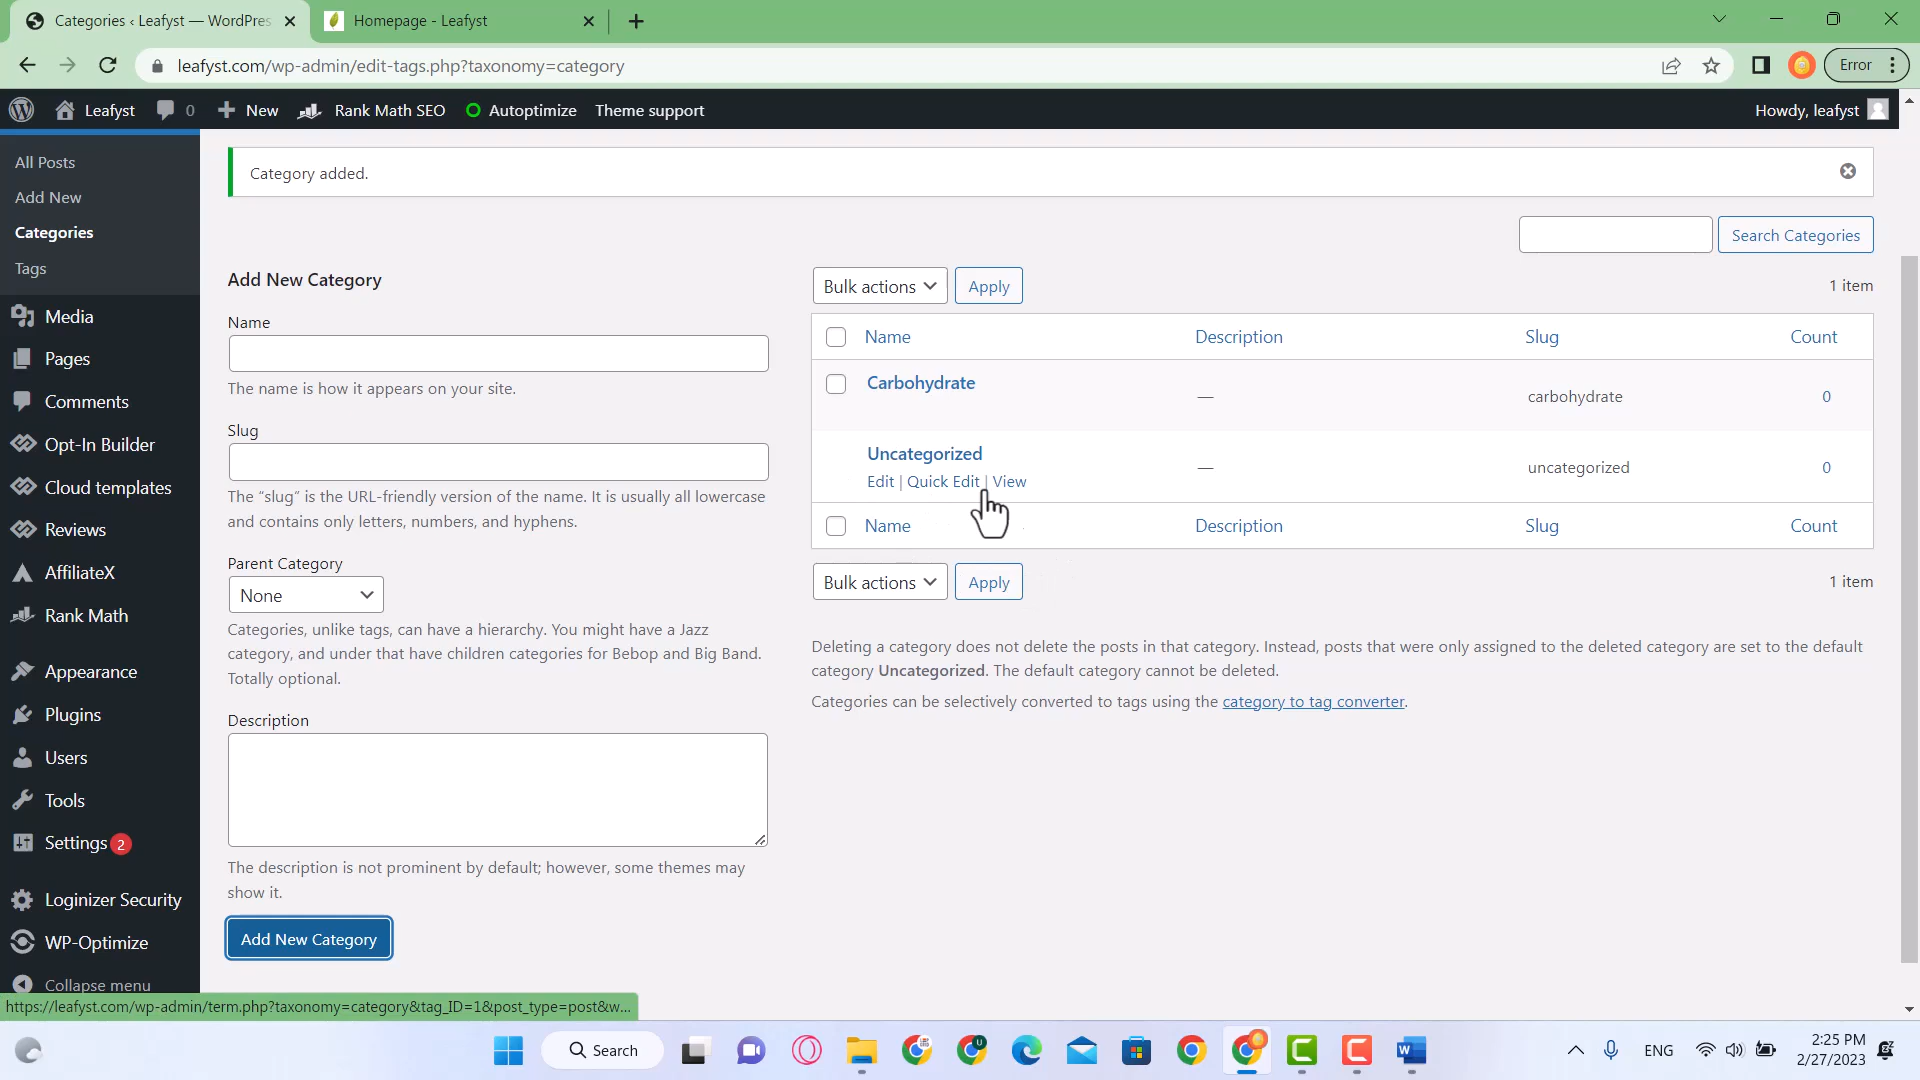 Categories ‹ Leafyst — WordPres
Homepage - Leafyst
leafyst.com/wp-admin/edit-tags.php?taxonomy=category
Error
Leafyst
0
New
Rank Math SEO
Autoptimize
Theme support
Howdy, leafyst
All Posts
Add New
Categories
Tags
Media
Pages
Comments
Opt-In Builder
Cloud templates
Reviews
AffiliateX
Rank Math
Appearance
Plugins
Users
Tools
Settings 2
Loginizer Security
WP-Optimize
Collapse menu
Category added.
Search Categories
Add New Category
Name
The name is how it appears on your site.
Slug
The “slug” is the URL-friendly version of the name. It is usually all lowercase
and contains only letters, numbers, and hyphens.
Parent Category
None
Categories, unlike tags, can have a hierarchy. You might have a Jazz
category, and under that have children categories for Bebop and Big Band.
Totally optional.
Description
The description is not prominent by default; however, some themes may
show it.
Add New Category
Bulk actions
Apply
1 item
Name Description Slug Count
Carbohydrate — carbohydrate 0
Uncategorized — uncategorized 0
Edit | Quick Edit | View
Name Description Slug Count
Bulk actions
Apply
1 item
Deleting a category does not delete the posts in that category. Instead, posts that were only assigned to the deleted category are set to the default
category Uncategorized. The default category cannot be deleted.
Categories can be selectively converted to tags using the category to tag converter.
https://leafyst.com/wp-admin/term.php?taxonomy=category&tag_ID=1&post_type=post&w...
Search
ENG
2:25 PM
2/27/2023